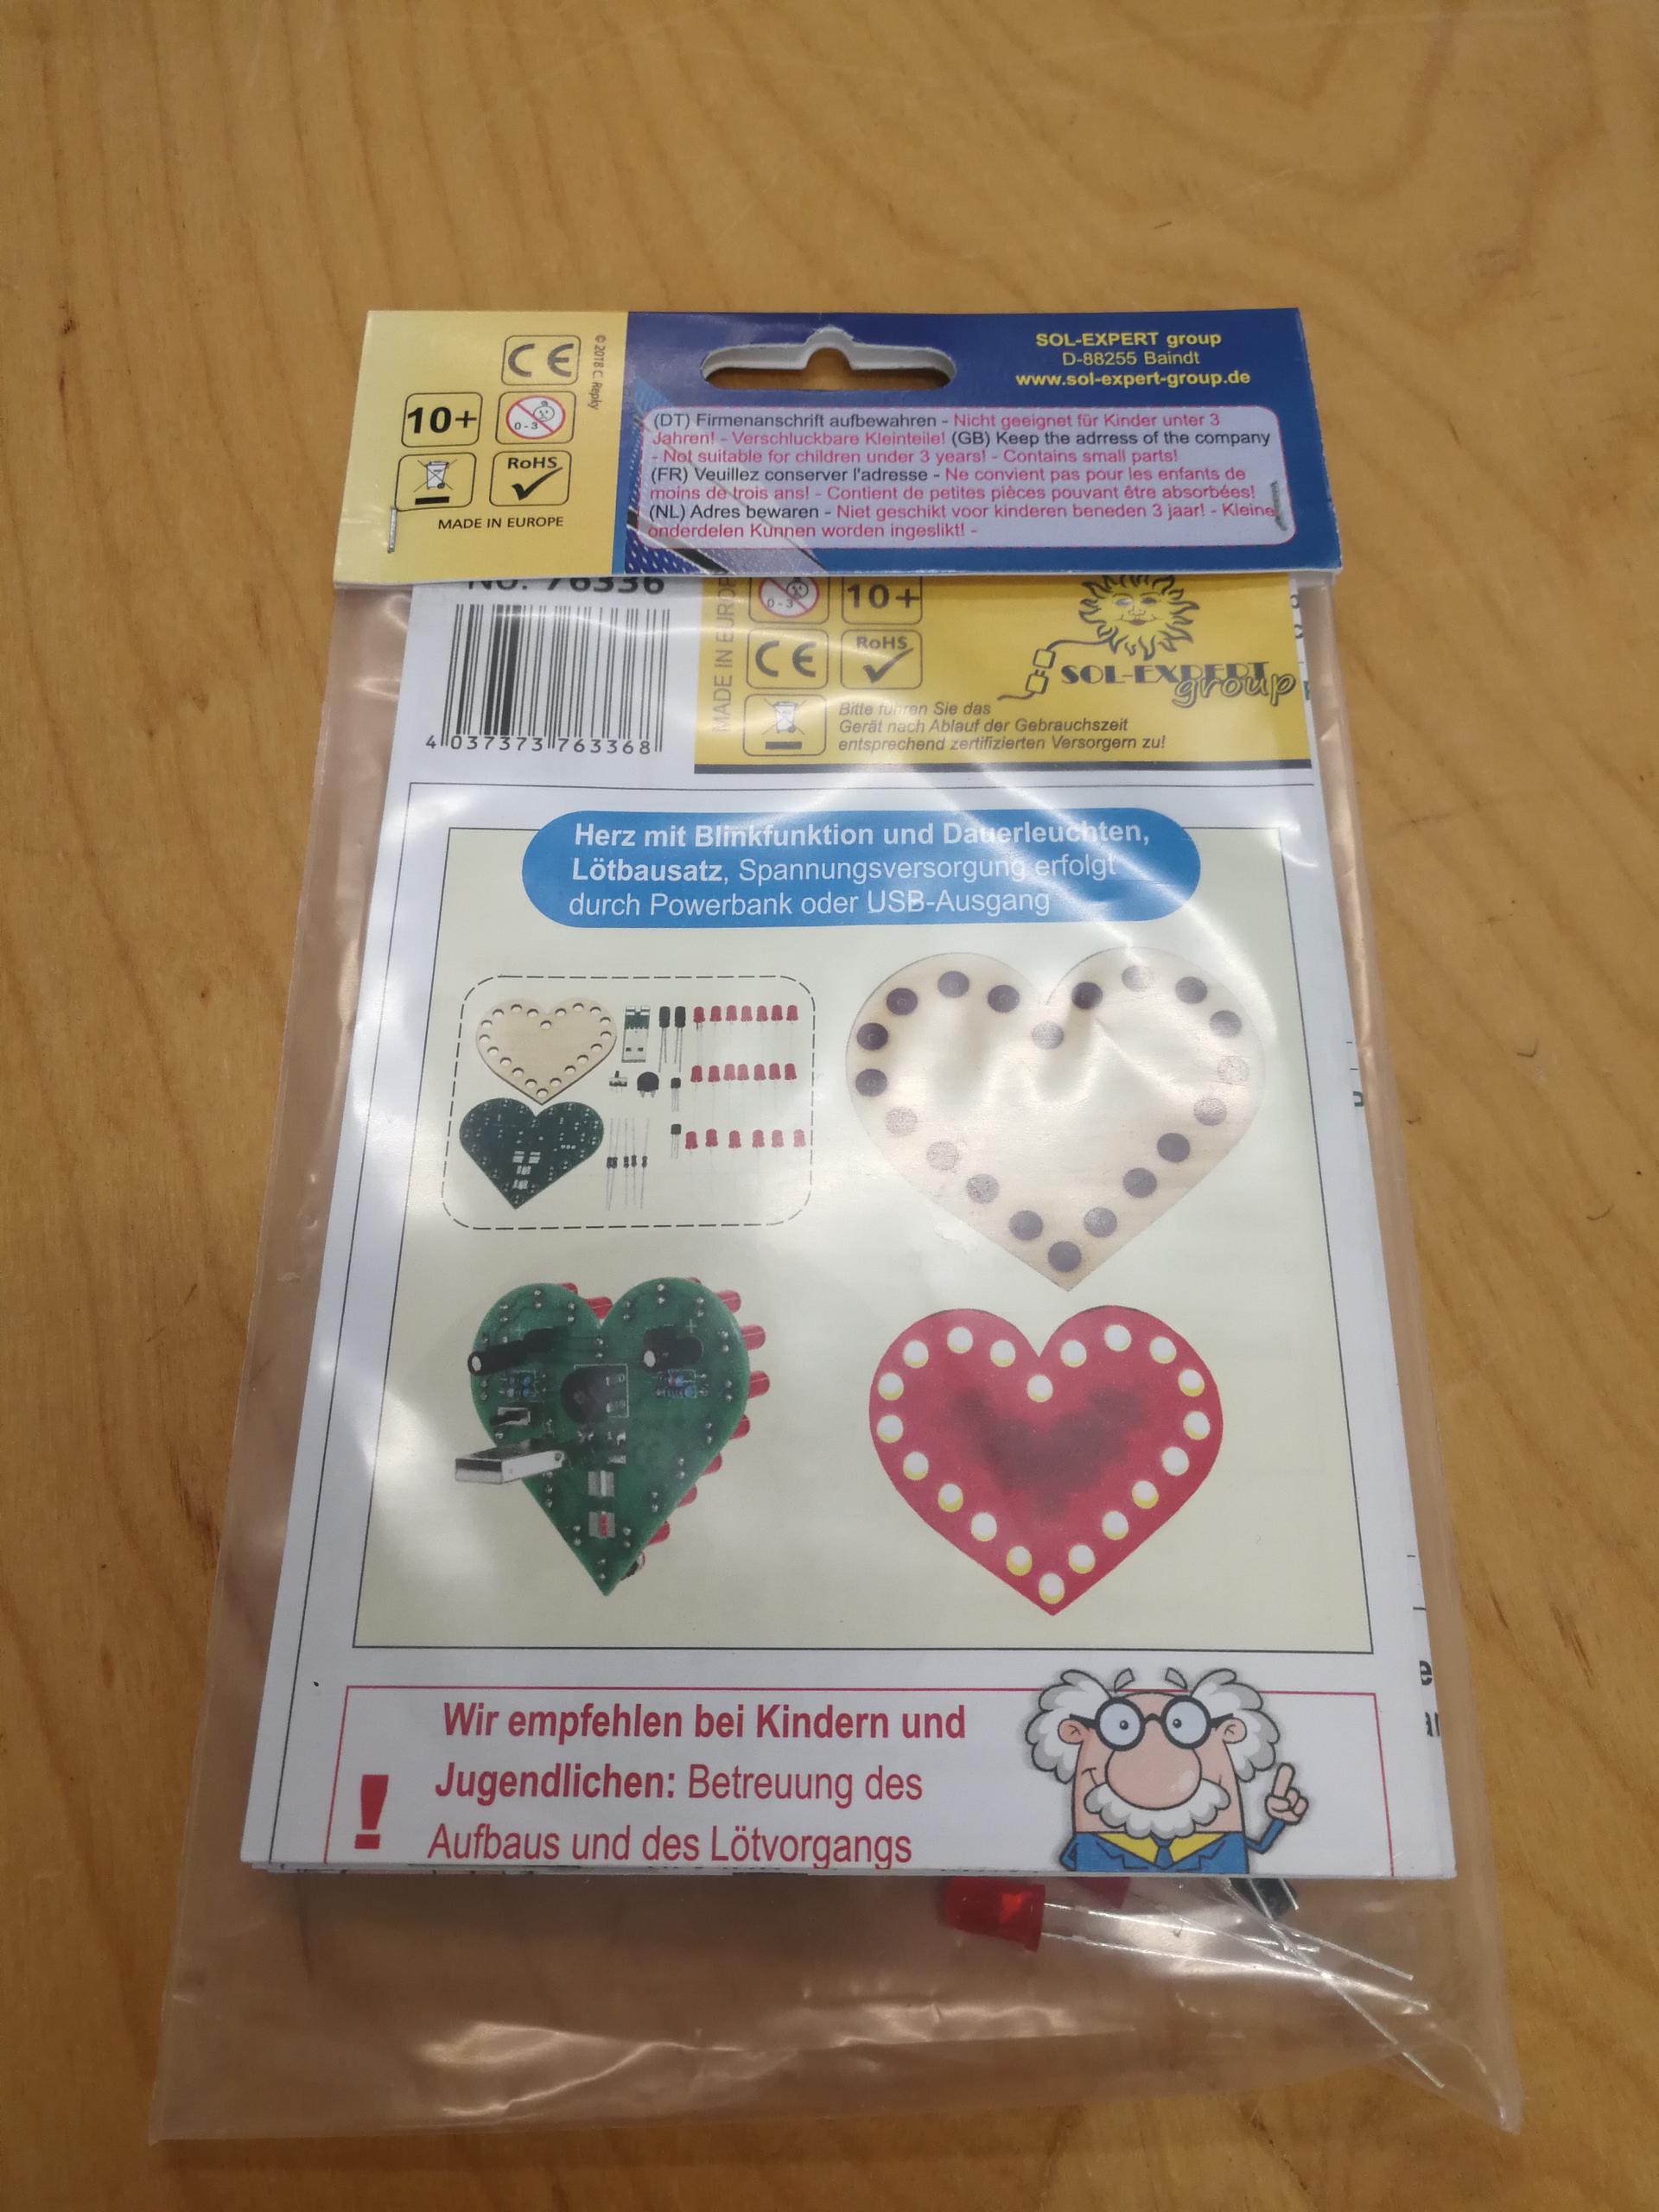 CE
© 2018 C. Repky
10+
0-3
RoHS
MADE IN EUROPE
SOL-EXPERT group
D-88255 Baindt
www.sol-expert-group.de
(DT) Firmenanschrift aufbewahren - Nicht geeignet für Kinder unter 3
Jahren! - Verschluckbare Kleinteile! (GB) Keep the adrress of the company
- Not suitable for children under 3 years! - Contains small parts!
(FR) Veuillez conserver l'adresse - Ne convient pas pour les enfants de
moins de trois ans! - Contient de petites pièces pouvant être absorbées!
(NL) Adres bewaren - Niet geschikt voor kinderen beneden 3 jaar! - Kleine
onderdelen Kunnen worden ingeslikt! -
No. 76336
4 037373 763368
MADE IN EUROPE
0-3
10+
CE
RoHS
SOL-EXPERT
group
Bitte führen Sie das
Gerät nach Ablauf der Gebrauchszeit
entsprechend zertifizierten Versorgern zu!
Herz mit Blinkfunktion und Dauerleuchten,
Lötbausatz, Spannungsversorgung erfolgt
durch Powerbank oder USB-Ausgang
! Wir empfehlen bei Kindern und
Jugendlichen: Betreuung des
Aufbaus und des Lötvorgangs